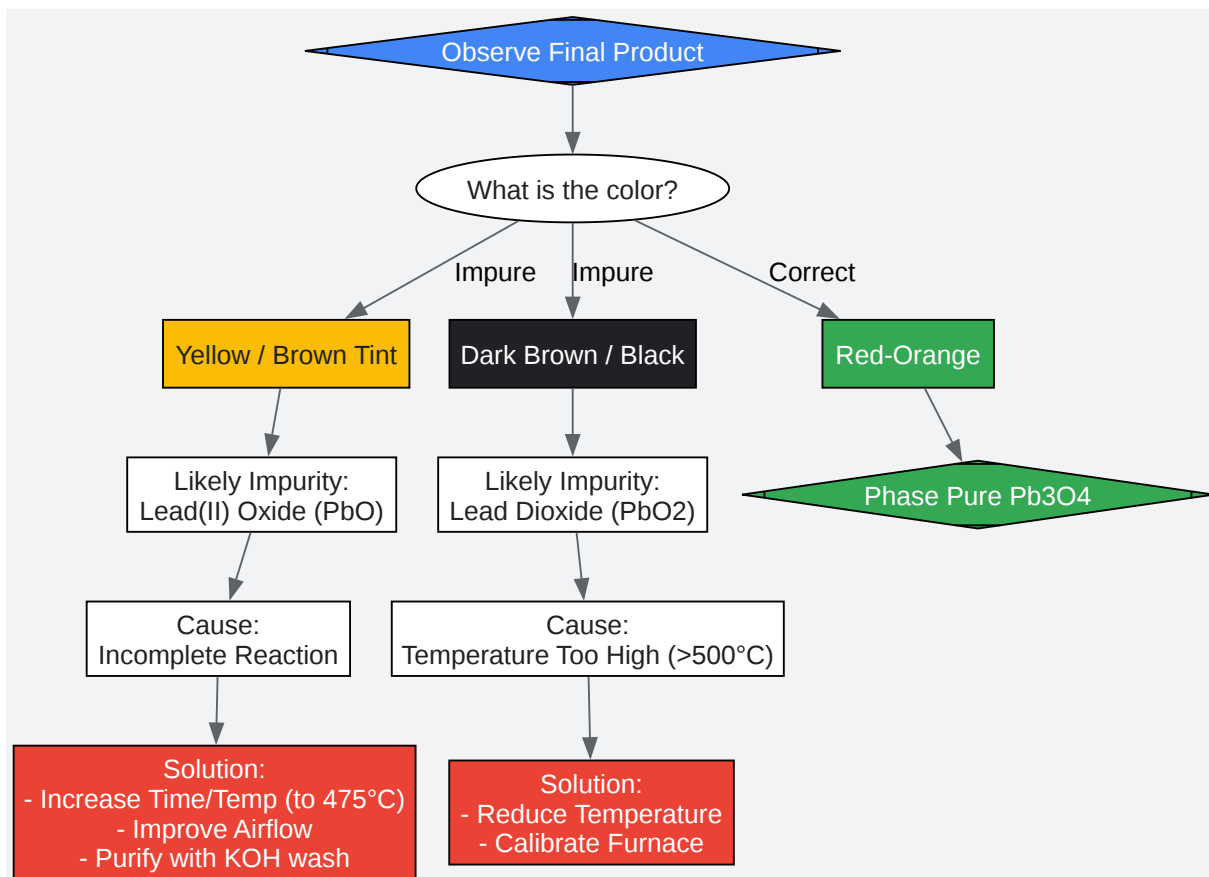 Observe Final Product
What is the color?
Impure
Impure
Correct
Yellow / Brown Tint
Dark Brown / Black
Red-Orange
Likely Impurity:
Lead(II) Oxide (PbO)
Likely Impurity:
Lead Dioxide (PbO2)
Phase Pure Pb3O4
Cause:
Incomplete Reaction
Cause:
Temperature Too High (>500°C)
Solution:
- Increase Time/Temp (to 475°C)
- Improve Airflow
- Purify with KOH wash
Solution:
- Reduce Temperature
- Calibrate Furnace